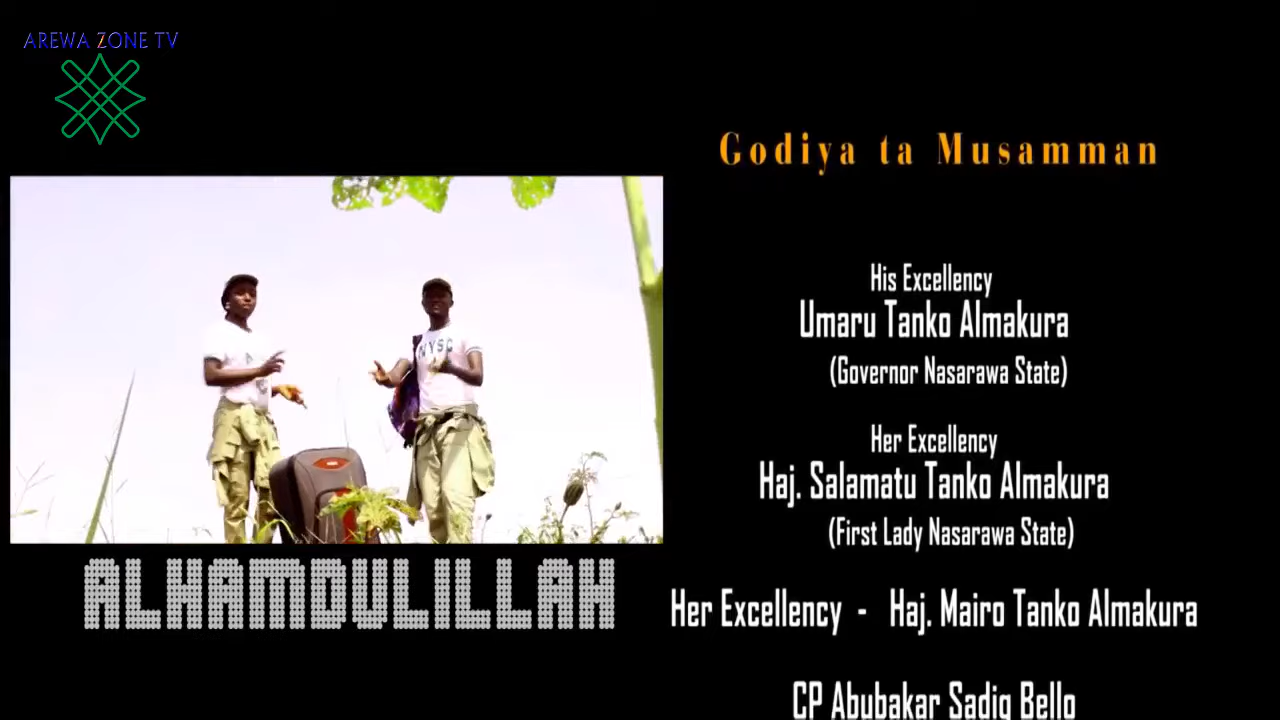 AREWA ZONE TV
Godiya ta Musamman
His Excellency
Umaru Tanko Almakura
(Governor Nasarawa State)
Her Excellency
Haj. Salamatu Tanko Almakura
(First Lady Nasarawa State)
Her Excellency - Haj. Mairo Tanko Almakura
CP Abubakar Sadiq Bello
NYSC
ALHAMDULILLAH